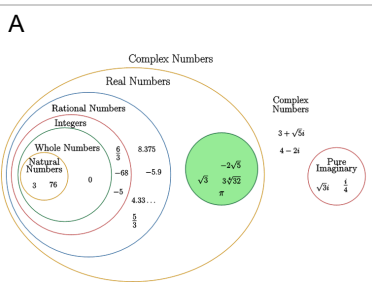 A
Complex Numbers
Real Numbers
Rational Numbers
Integers
Whole Numbers
Natural
Numbers
3 76
0
6/3
8.375
-68
-5.9
-5
4.33...
5/3
-2√5
√3 3∜32
π
Complex
Numbers
3 + √5i
4 - 2i
Pure
Imaginary
√3i i/4